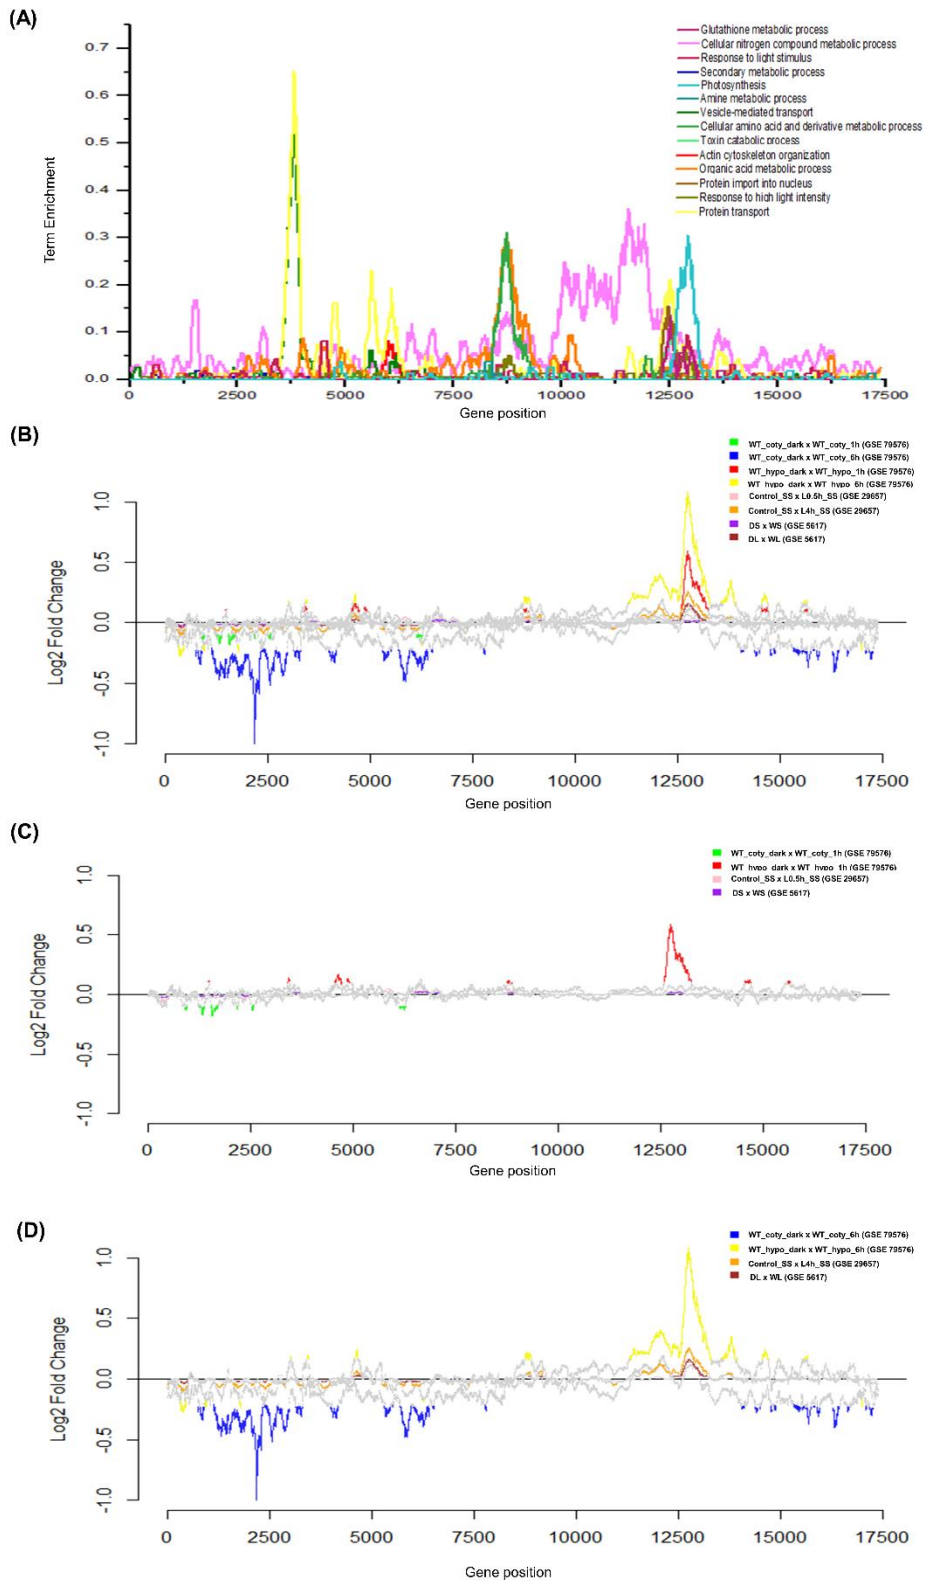 (A)
0.7
0.6
0.5
0.4
0.3
0.2
0.1
0.0
Term Enrichment
Glutathione metabolic process
Cellular nitrogen compound metabolic process
Response to light stimulus
Secondary metabolic process
Photosynthesis
Amine metabolic process
Vesicle-mediated transport
Cellular amino acid and derivative metabolic process
Toxin catabolic process
Actin cytoskeleton organization
Organic acid metabolic process
Protein import into nucleus
Response to high light intensity
Protein transport
0 2500 5000 7500 10000 12500 15000 17500
Gene position
(B)
WT_coty_dark x WT_coty_1h (GSE 79576)
WT_coty_dark x WT_coty_6h (GSE 79576)
WT_hypo_dark x WT_hypo_1h (GSE 79576)
WT_hypo_dark x WT_hypo_6h (GSE 79576)
Control_SS x L0.5h_SS (GSE 29657)
Control_SS x L4h_SS (GSE 29657)
DS x WS (GSE 5617)
DL x WL (GSE 5617)
1.0
0.5
0.0
-0.5
-1.0
Log2 Fold Change
0 2500 5000 7500 10000 12500 15000 17500
Gene position
(C)
WT_coty_dark x WT_coty_1h (GSE 79576)
WT_hypo_dark x WT_hypo_1h (GSE 79576)
Control_SS x L0.5h_SS (GSE 29657)
DS x WS (GSE 5617)
1.0
0.5
0.0
-0.5
-1.0
Log2 Fold Change
0 2500 5000 7500 10000 12500 15000 17500
Gene position
(D)
WT_coty_dark x WT_coty_6h (GSE 79576)
WT_hypo_dark x WT_hypo_6h (GSE 79576)
Control_SS x L4h_SS (GSE 29657)
DL x WL (GSE 5617)
1.0
0.5
0.0
-0.5
-1.0
Log2 Fold Change
0 2500 5000 7500 10000 12500 15000 17500
Gene position